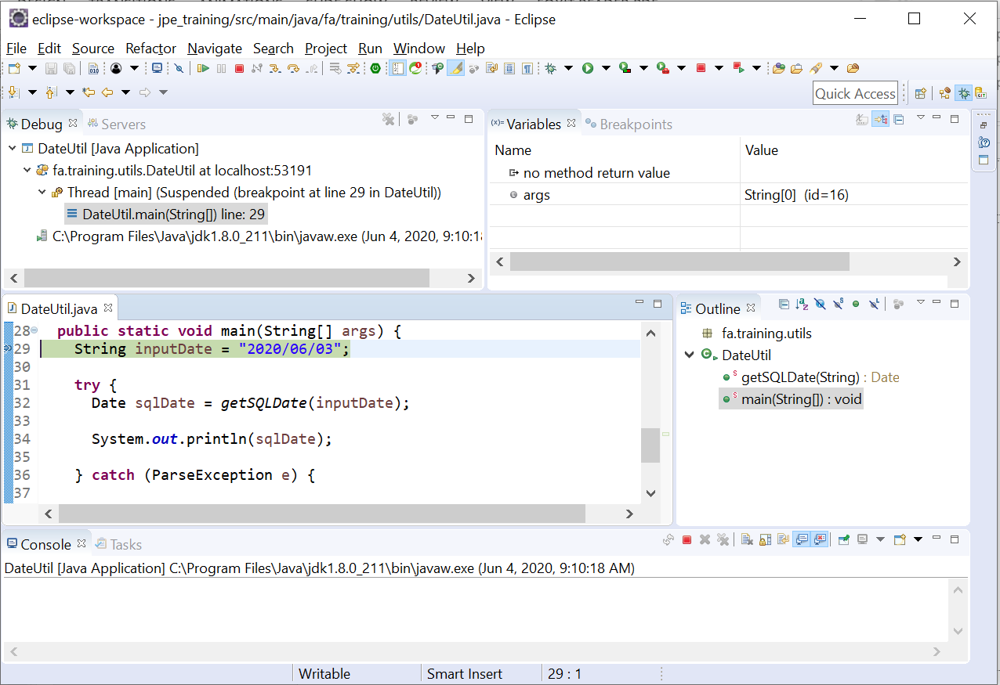 eclipse-workspace - jpe_training/src/main/java/fa/training/utils/DateUtil.java - Eclipse
File Edit Source Refactor Navigate Search Project Run Window Help
Quick Access
Debug Servers
DateUtil [Java Application]
fa.training.utils.DateUtil at localhost:53191
Thread [main] (Suspended (breakpoint at line 29 in DateUtil))
DateUtil.main(String[]) line: 29
C:\Program Files\Java\jdk1.8.0_211\bin\javaw.exe (Jun 4, 2020, 9:10:18
Variables Breakpoints
Name Value
no method return value
args String[0] (id=16)
DateUtil.java
28 public static void main(String[] args) {
29 String inputDate = "2020/06/03";
30
31 try {
32 Date sqlDate = getSQLDate(inputDate);
33
34 System.out.println(sqlDate);
35
36 } catch (ParseException e) {
37
Outline
fa.training.utils
DateUtil
getSQLDate(String) : Date
main(String[]) : void
Console Tasks
DateUtil [Java Application] C:\Program Files\Java\jdk1.8.0_211\bin\javaw.exe (Jun 4, 2020, 9:10:18 AM)
Writable Smart Insert 29 : 1